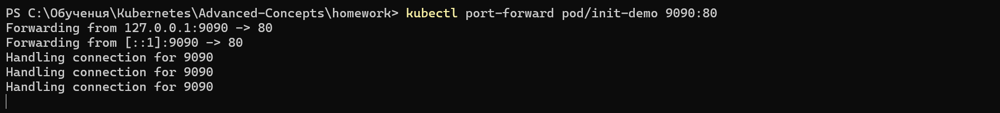 PS C:\Обучения\Kubernetes\Advanced-Concepts\homework> kubectl port-forward pod/init-demo 9090:80
Forwarding from 127.0.0.1:9090 -> 80
Forwarding from [::1]:9090 -> 80
Handling connection for 9090
Handling connection for 9090
Handling connection for 9090